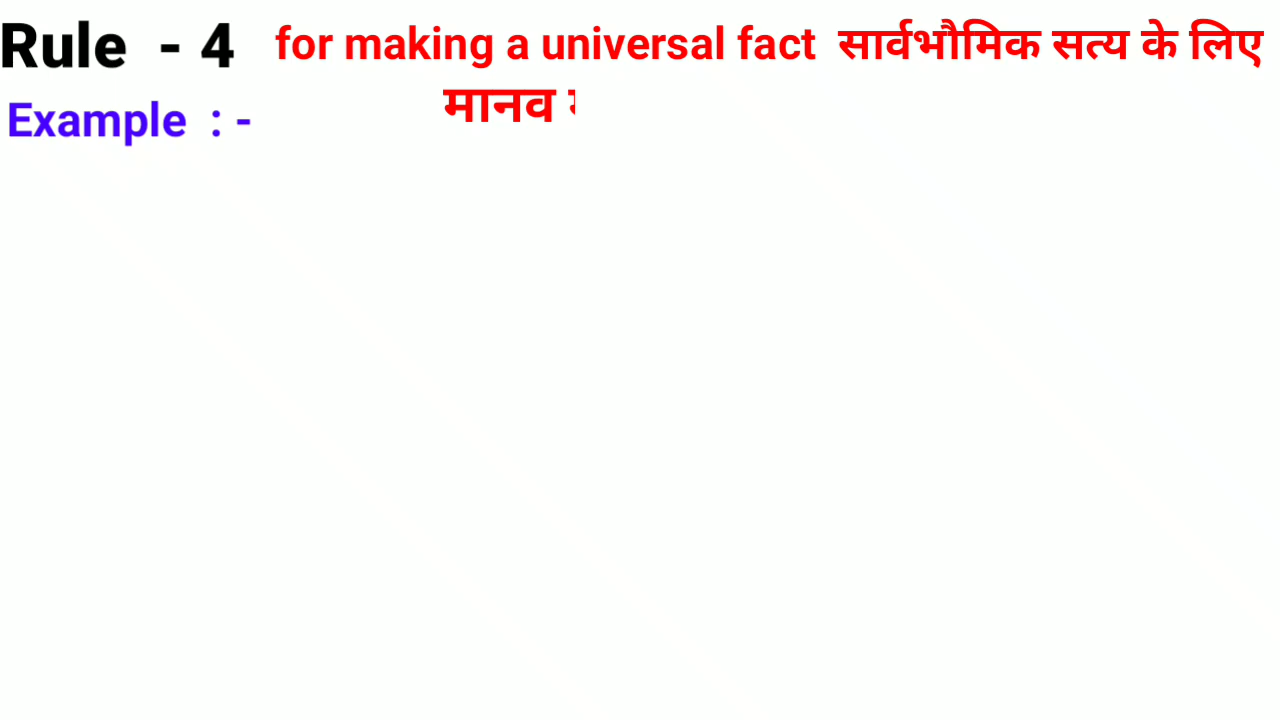 Rule - 4 for making a universal fact सार्वभौमिक सत्य के लिए
मानव
Example : -